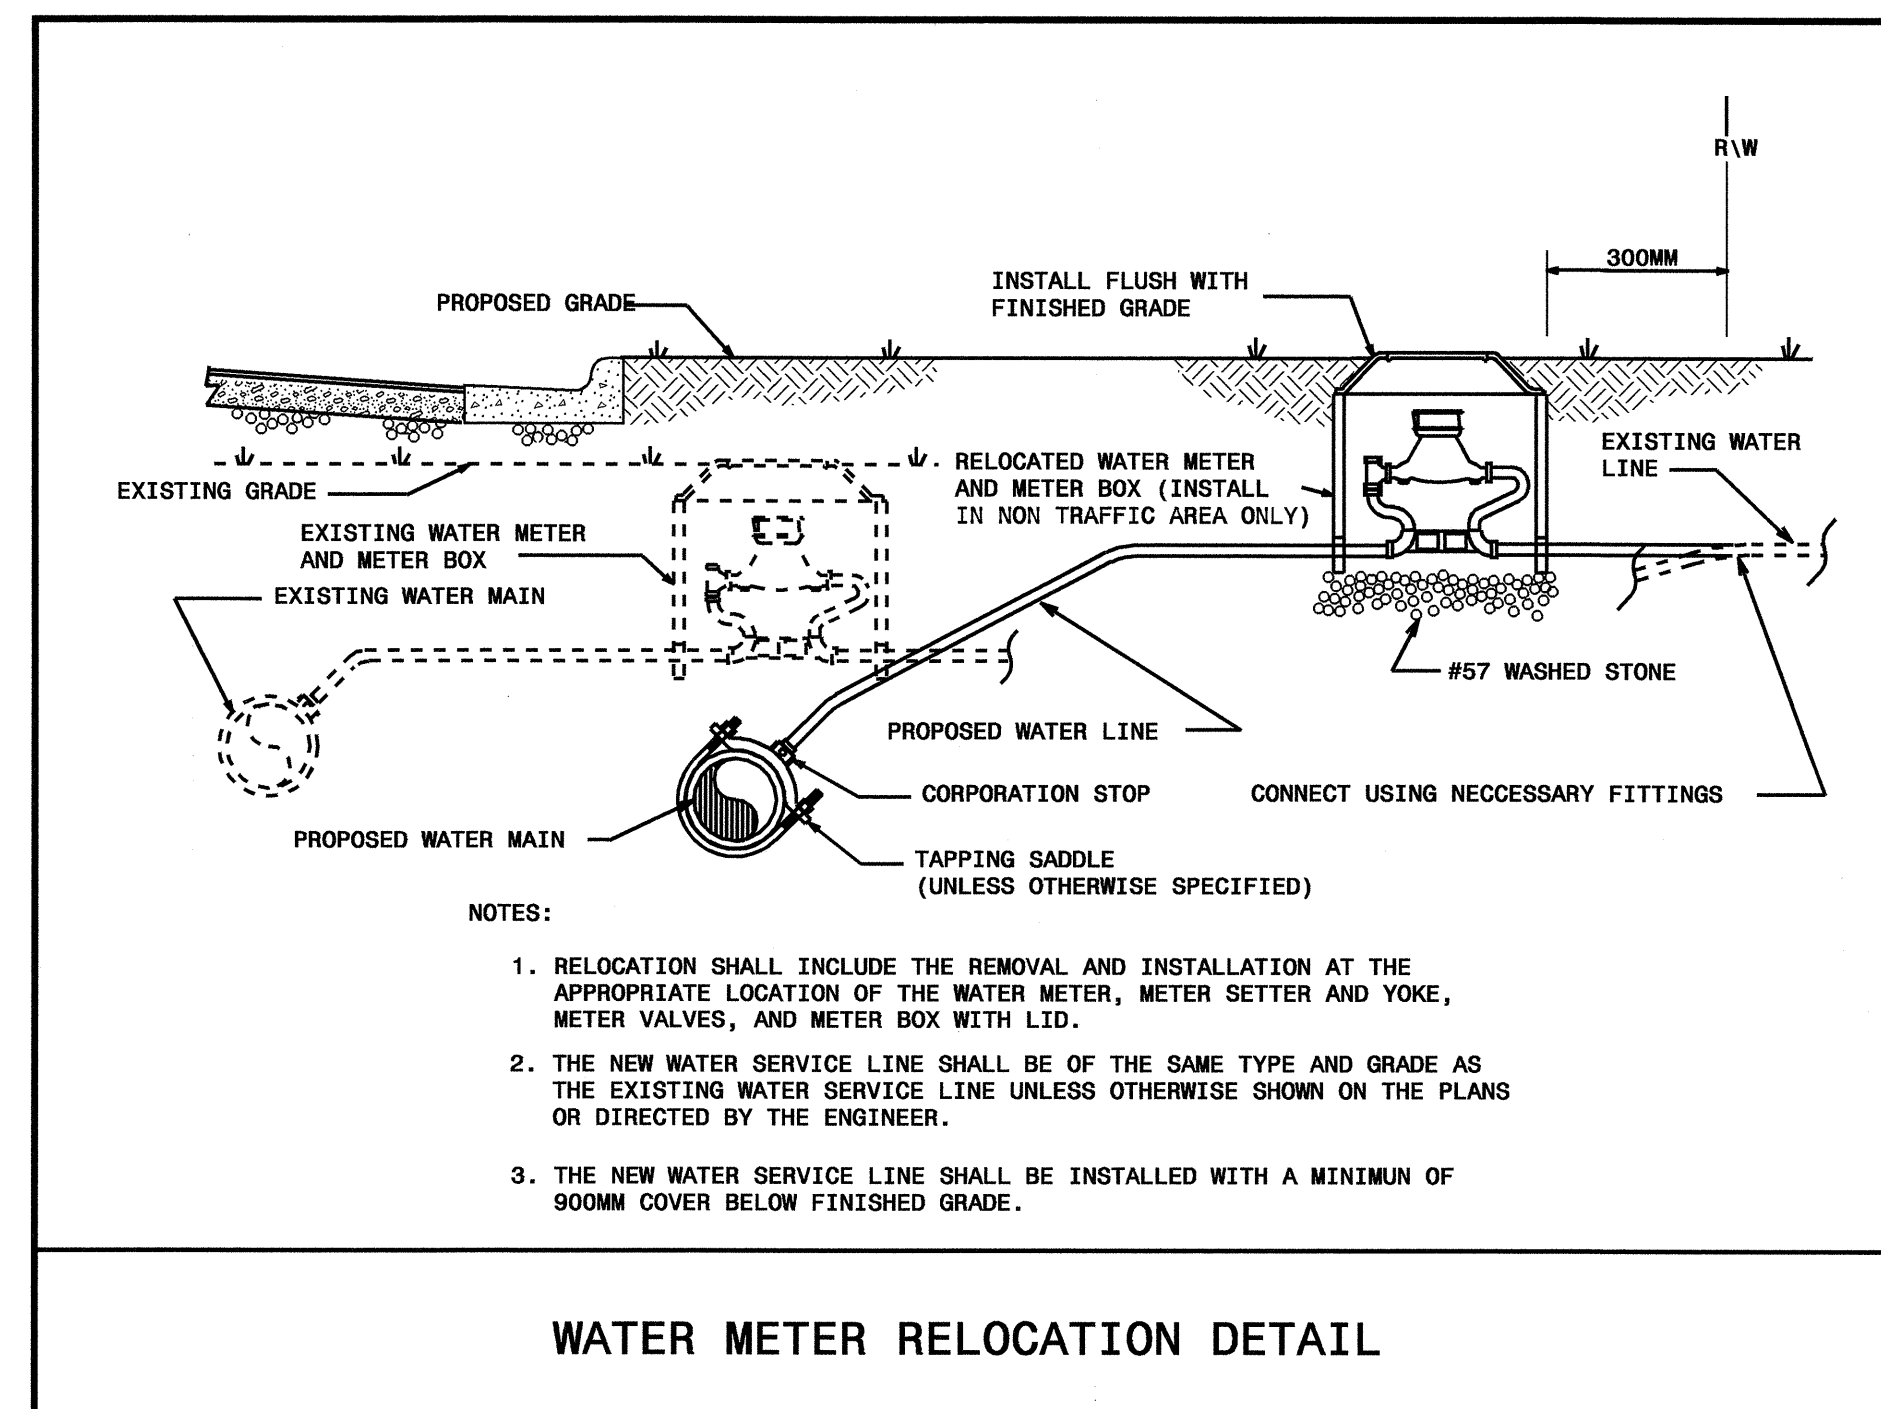 R\W
300MM
INSTALL FLUSH WITH
FINISHED GRADE
PROPOSED GRADE
EXISTING WATER
LINE
RELOCATED WATER METER
AND METER BOX (INSTALL
IN NON TRAFFIC AREA ONLY)
EXISTING GRADE
EXISTING WATER METER
AND METER BOX
EXISTING WATER MAIN
#57 WASHED STONE
PROPOSED WATER LINE
CORPORATION STOP
CONNECT USING NECCESSARY FITTINGS
PROPOSED WATER MAIN
TAPPING SADDLE
(UNLESS OTHERWISE SPECIFIED)
NOTES:
1. RELOCATION SHALL INCLUDE THE REMOVAL AND INSTALLATION AT THE
APPROPRIATE LOCATION OF THE WATER METER, METER SETTER AND YOKE,
METER VALVES, AND METER BOX WITH LID.
2. THE NEW WATER SERVICE LINE SHALL BE OF THE SAME TYPE AND GRADE AS
THE EXISTING WATER SERVICE LINE UNLESS OTHERWISE SHOWN ON THE PLANS
OR DIRECTED BY THE ENGINEER.
3. THE NEW WATER SERVICE LINE SHALL BE INSTALLED WITH A MINIMUN OF
900MM COVER BELOW FINISHED GRADE.
WATER METER RELOCATION DETAIL